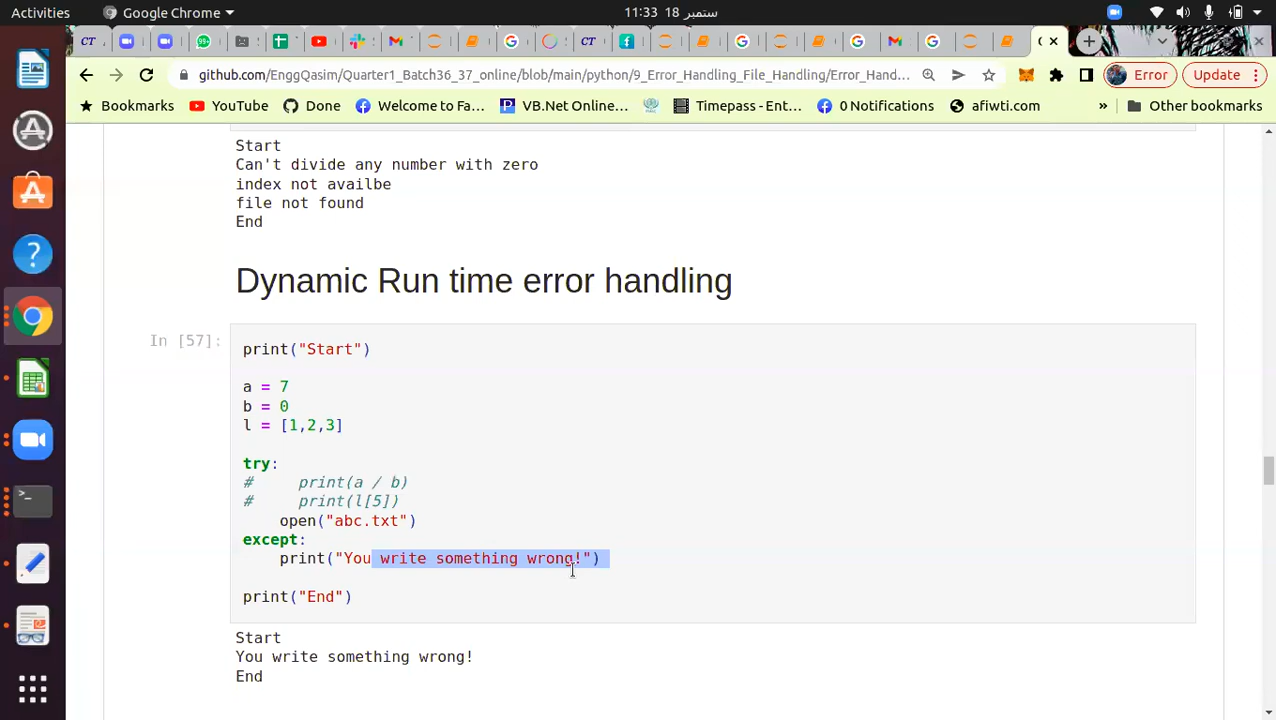 Activities Google Chrome 11:33 18 ستمبر
CT
CT
github.com/EnggQasim/Quarter1_Batch36_37_online/blob/main/python/9_Error_Handling_File_Handling/Error_Hand... Error Update
Bookmarks YouTube Done Welcome to Fa... VB.Net Online... Timepass - Ent... 0 Notifications afiwti.com » Other bookmarks
Start
Can't divide any number with zero
index not availbe
file not found
End
Dynamic Run time error handling
In [57]:
print("Start")
a = 7
b = 0
l = [1,2,3]
try:
# print(a / b)
# print(l[5])
open("abc.txt")
except:
print("You write something wrong!")
print("End")
Start
You write something wrong!
End